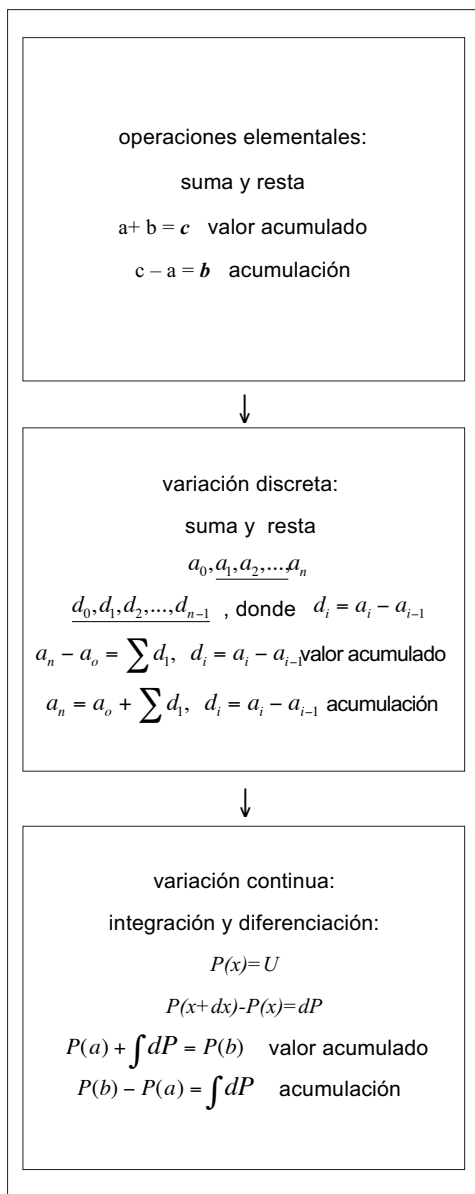 operaciones elementales:
suma y resta
a+ b = c valor acumulado
c – a = b acumulación
↓
variación discreta:
suma y resta
a₀,a₁,a₂,...,aₙ
d₀,d₁,d₂,...,dₙ₋₁ , donde dᵢ = aᵢ − aᵢ₋₁
aₙ − aₒ = ∑ d₁, dᵢ = aᵢ − aᵢ₋₁valor acumulado
aₙ = aₒ + ∑ d₁, dᵢ = aᵢ − aᵢ₋₁ acumulación
↓
variación continua:
integración y diferenciación:
P(x)=U
P(x+dx)-P(x)=dP
P(a) + ∫dP = P(b) valor acumulado
P(b) − P(a) = ∫dP acumulación